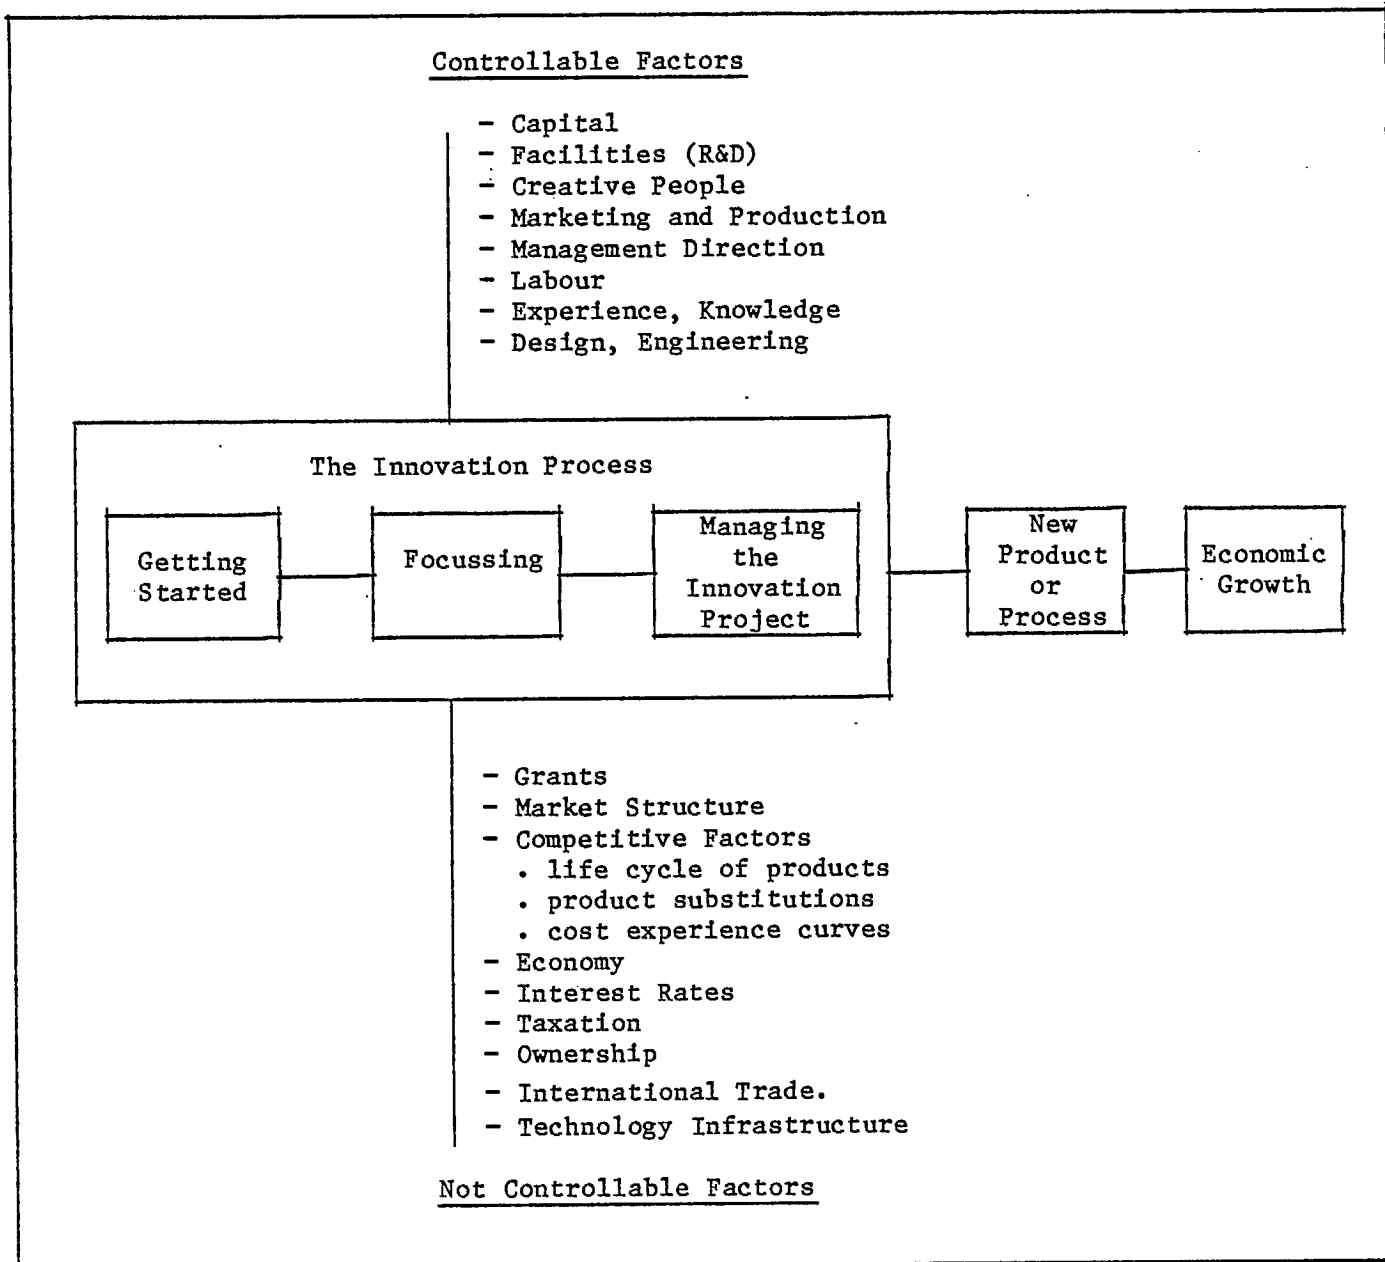 Controllable Factors
- Capital
- Facilities (R&D)
- Creative People
- Marketing and Production
- Management Direction
- Labour
- Experience, Knowledge
- Design, Engineering
The Innovation Process
Getting
Started
Focussing
Managing
the
Innovation
Project
New
Product
or
Process
Economic
Growth
- Grants
- Market Structure
- Competitive Factors
. life cycle of products
. product substitutions
. cost experience curves
- Economy
- Interest Rates
- Taxation
- Ownership
- International Trade.
- Technology Infrastructure
Not Controllable Factors